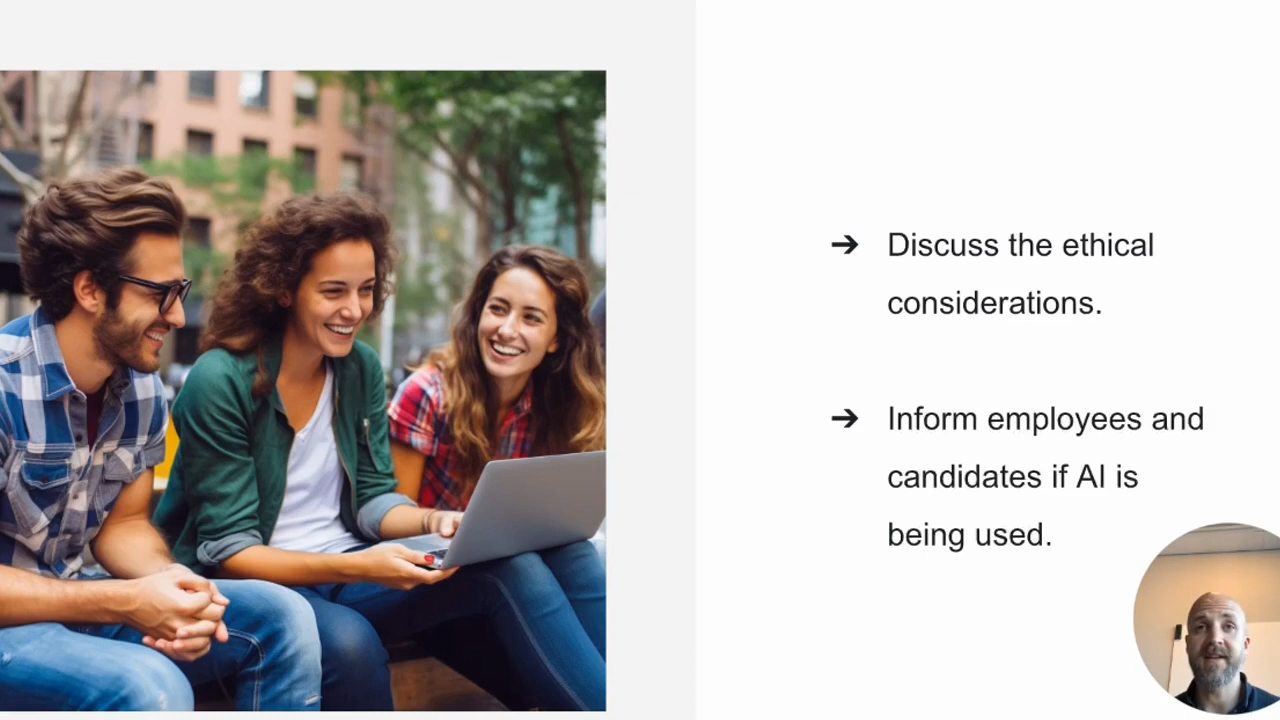 ➔ Discuss the ethical
considerations.
➔ Inform employees and
candidates if AI is
being used.